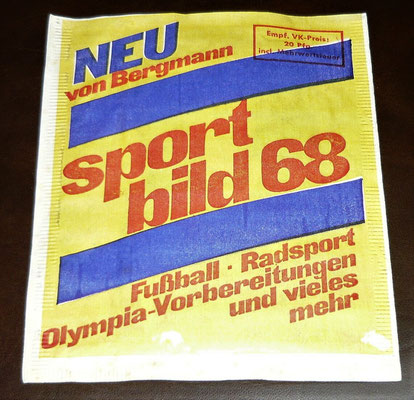 NEU
von Bergmann
Empf. VK-Preis:
20 Pfg
incl. Mehrwertsteuer
sport
bild 68
Fußball · Radsport
Olympia-Vorbereitungen
und vieles
mehr